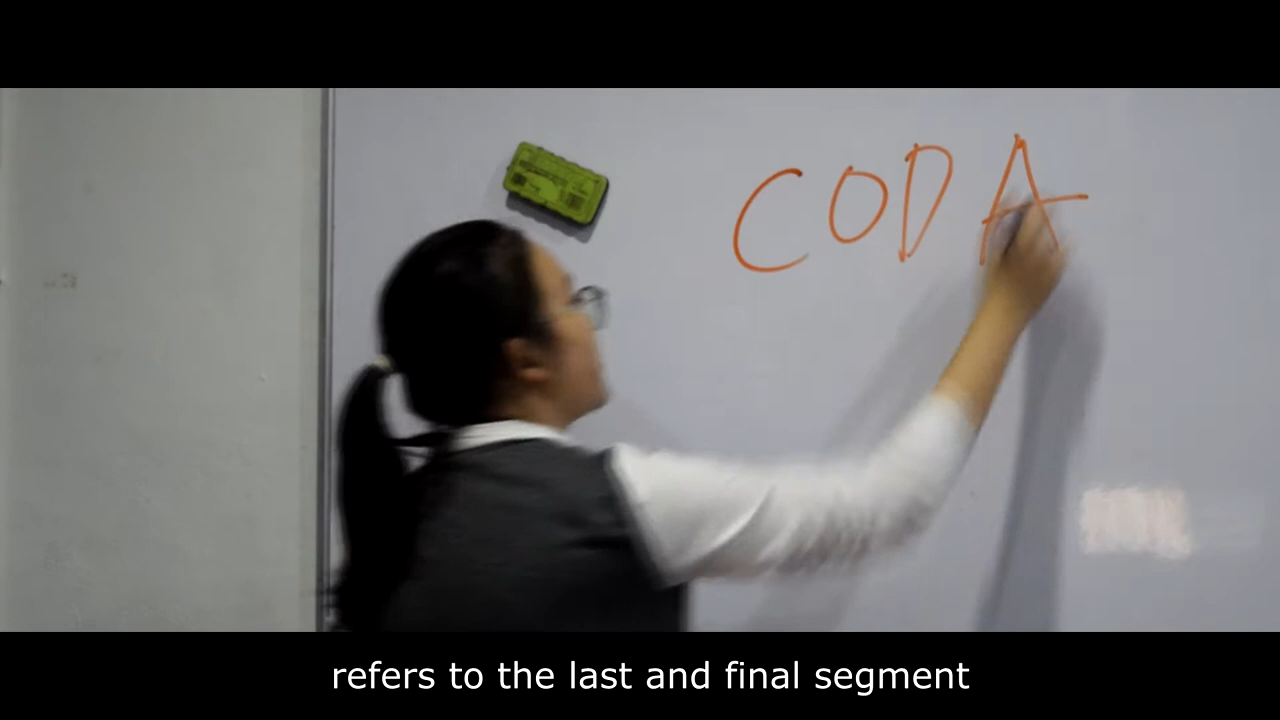 CODA
refers to the last and final segment